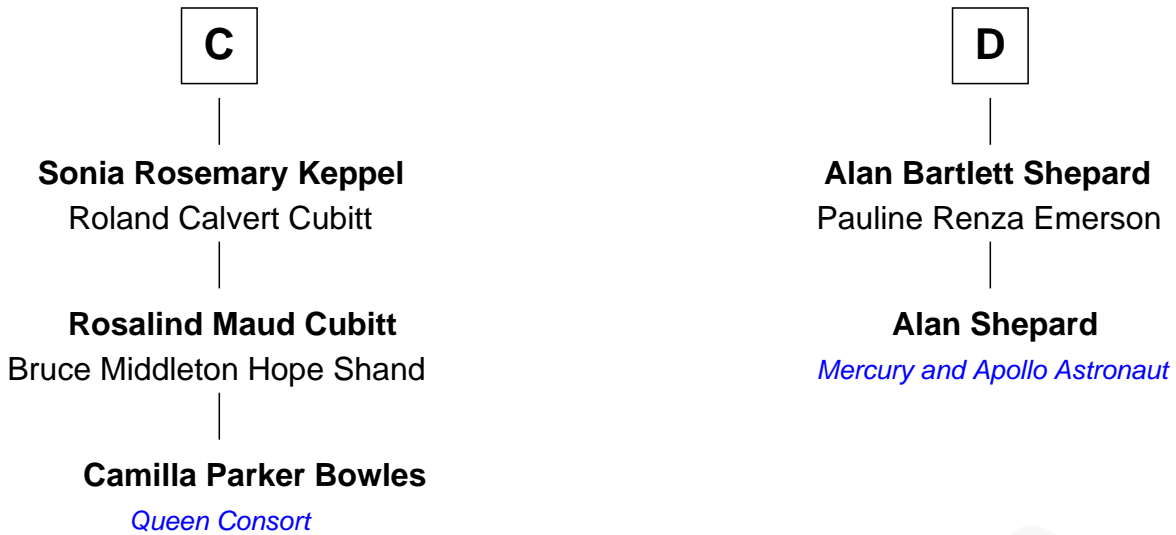 C
Sonia Rosemary Keppel
Roland Calvert Cubitt
Rosalind Maud Cubitt
Bruce Middleton Hope Shand
Camilla Parker Bowles
Queen Consort
D
Alan Bartlett Shepard
Pauline Renza Emerson
Alan Shepard
Mercury and Apollo Astronaut